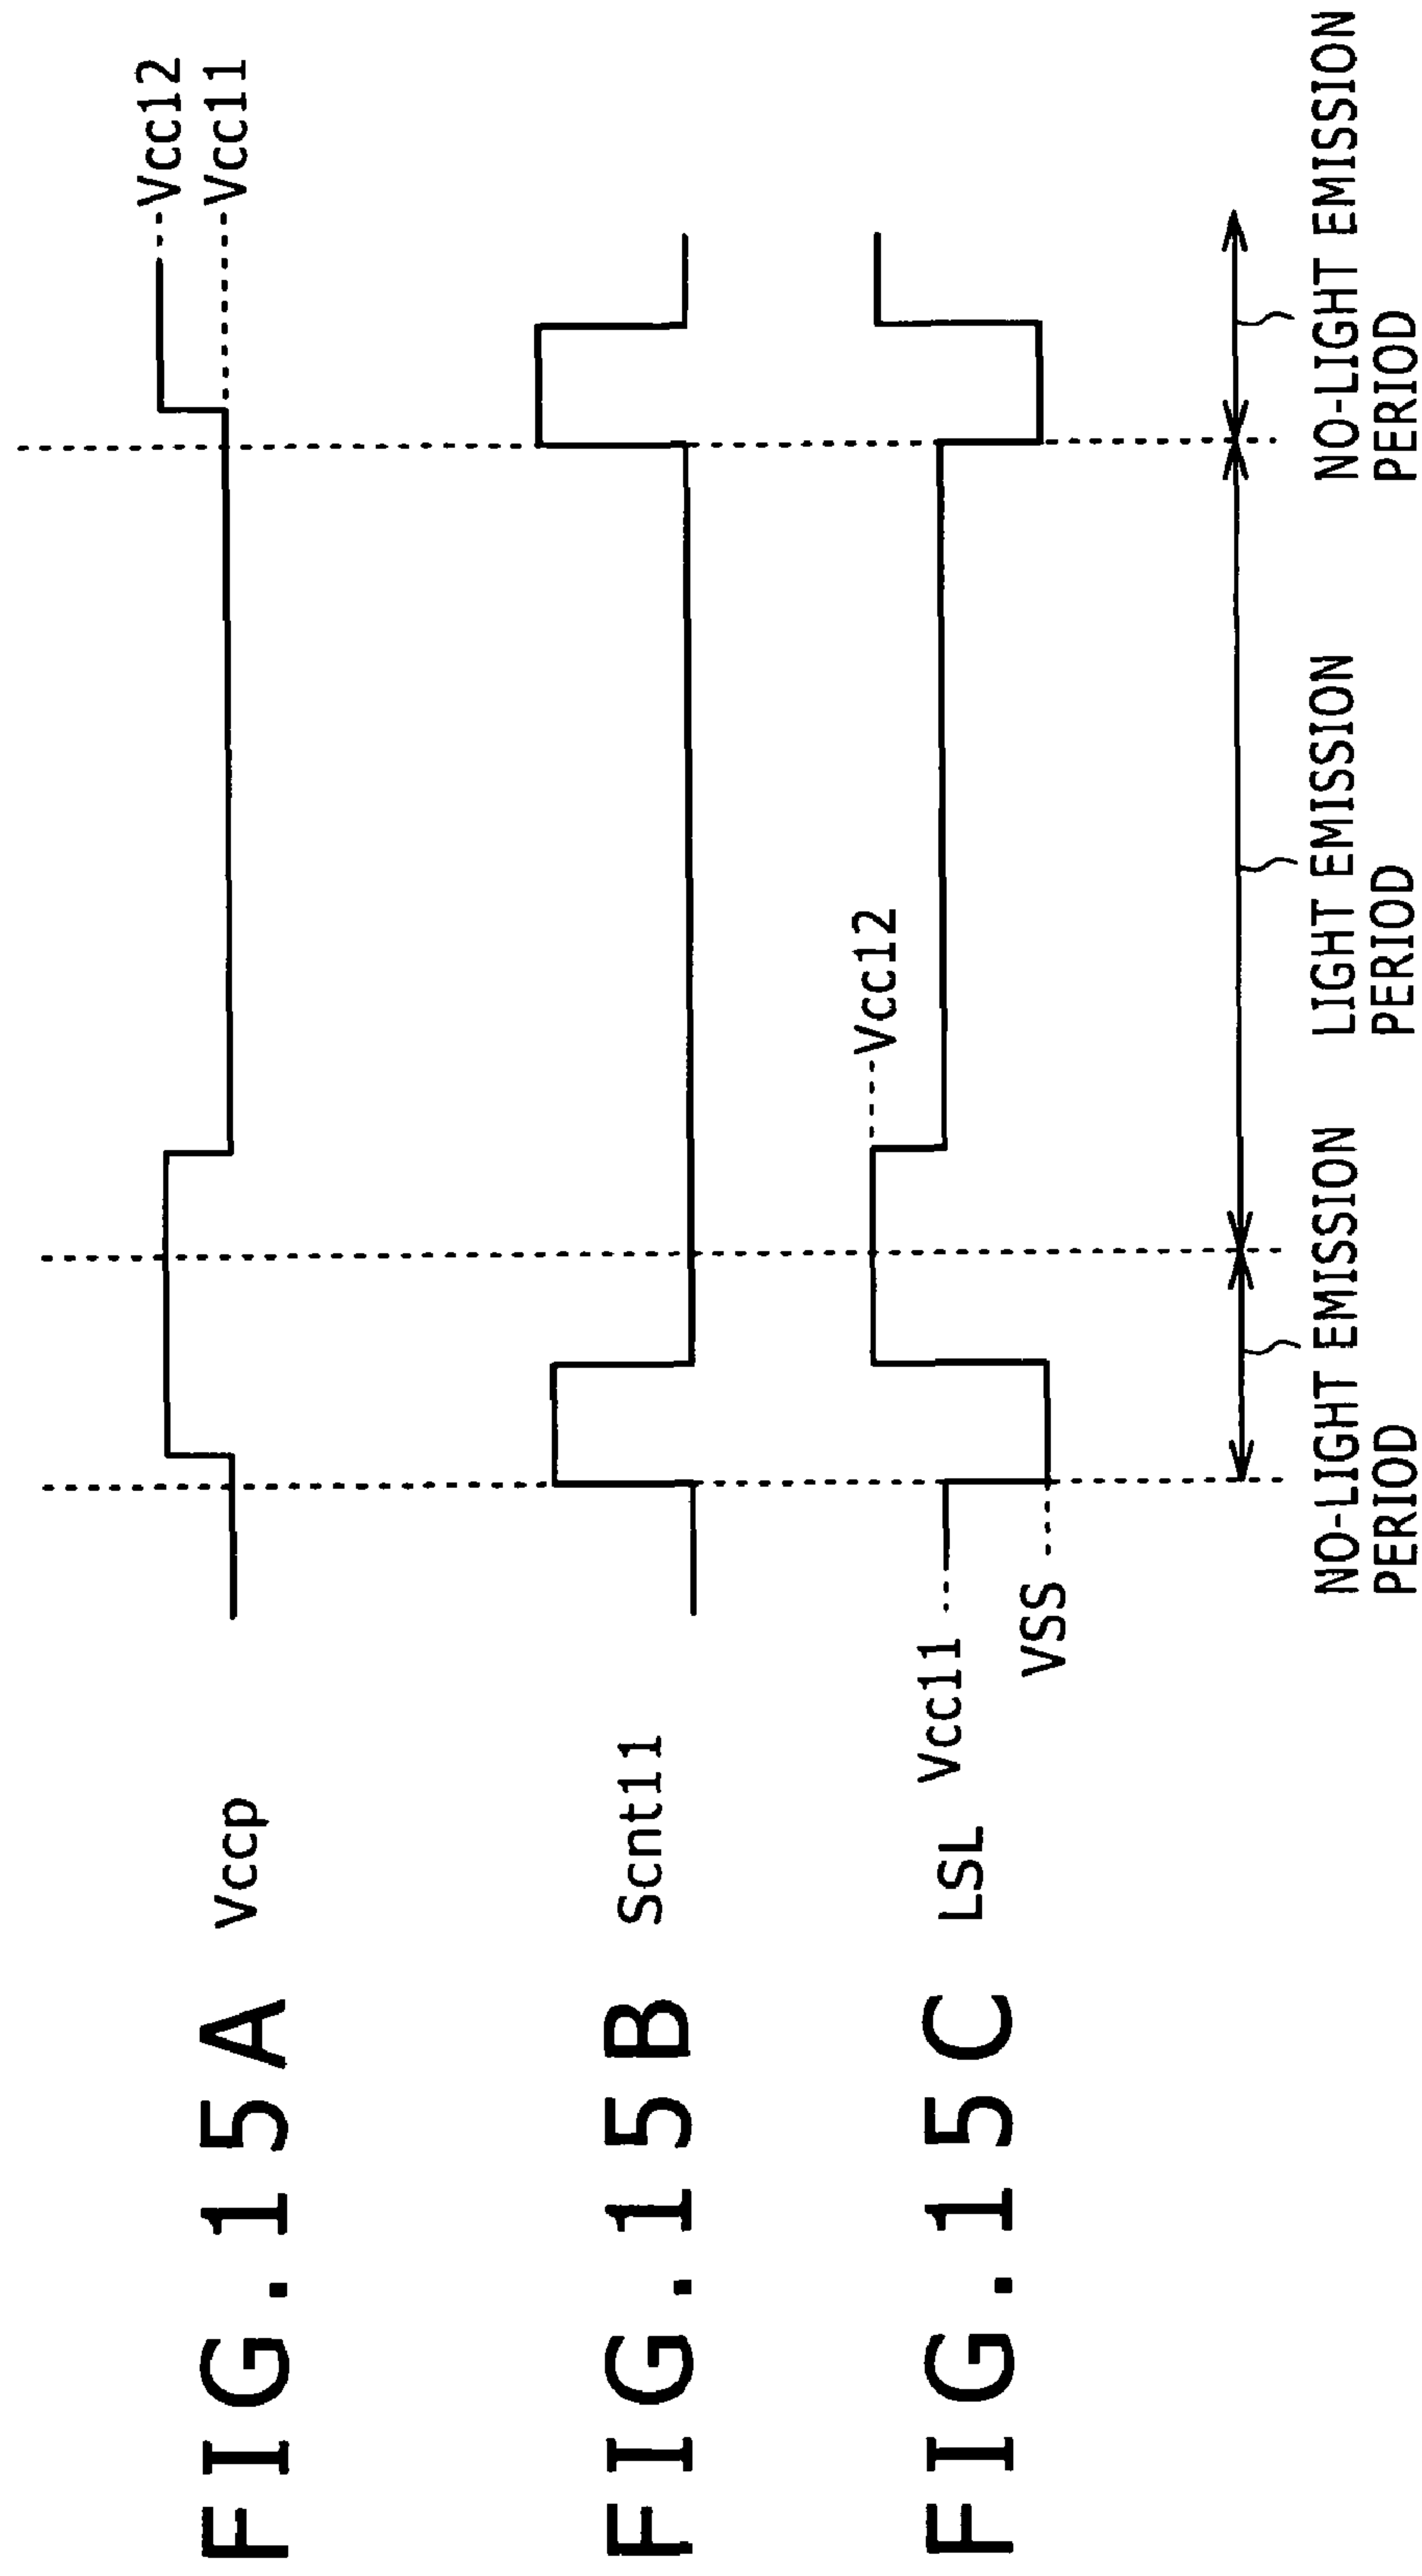 FIG.15A
Vccp
Vcc12
Vcc11
FIG.15B
Scnt11
FIG.15C
LSL
Vcc11
VSS
Vcc12
NO-LIGHT EMISSION
PERIOD
LIGHT EMISSION
PERIOD
NO-LIGHT EMISSION
PERIOD